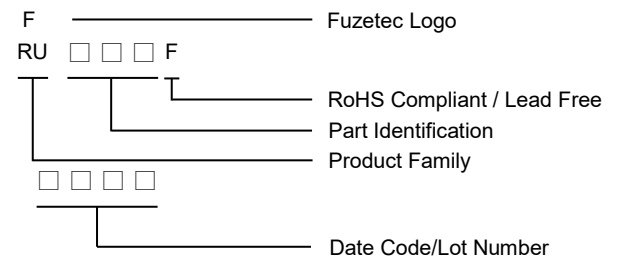 F Fuzetec Logo
RU □ □ □ F
RoHS Compliant / Lead Free
Part Identification
Product Family
□ □ □ □
Date Code/Lot Number